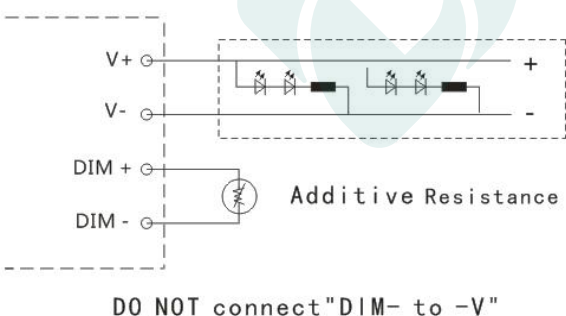 V+
+
V-
-
DIM +
Additive Resistance
DIM -
DO NOT connect"DIM- to -V"